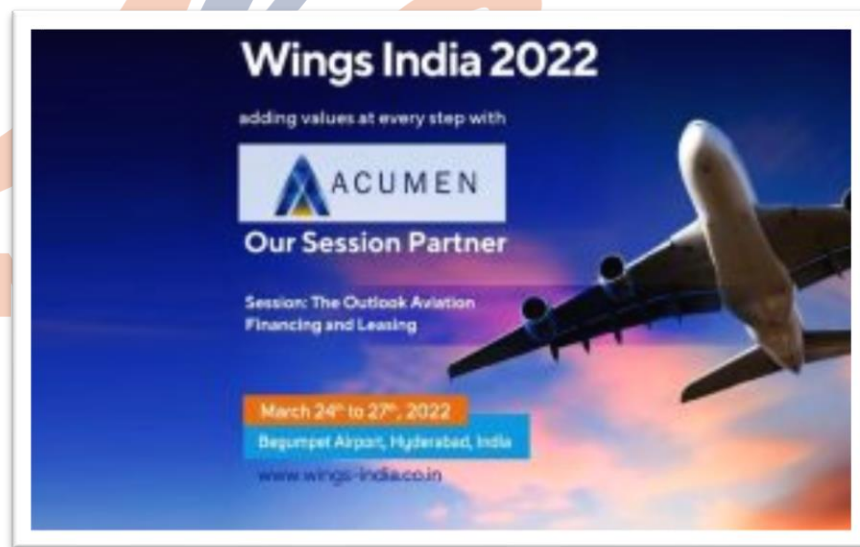 Wings India 2022
adding values at every step with
ACUMEN
Our Session Partner
Session: The Outlook Aviation
Financing and Leasing
March 24th to 27th, 2022
Begumpet Airport, Hyderabad, India
www.wings-india.co.in